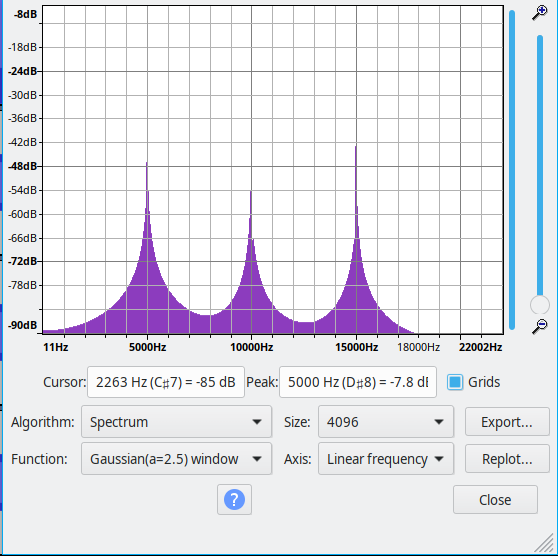 -8dB
-18dB
-24dB
-30dB
-36dB
-42dB
-48dB
-54dB
-60dB
-66dB
-72dB
-78dB
-90dB
11Hz 5000Hz 10000Hz 15000Hz 18000Hz 22002Hz
Cursor: 2263 Hz (C♯7) = -85 dB Peak: 5000 Hz (D♯8) = -7.8 dB Grids
Algorithm: Spectrum Size: 4096 Export...
Function: Gaussian(a=2.5) window Axis: Linear frequency Replot...
? Close